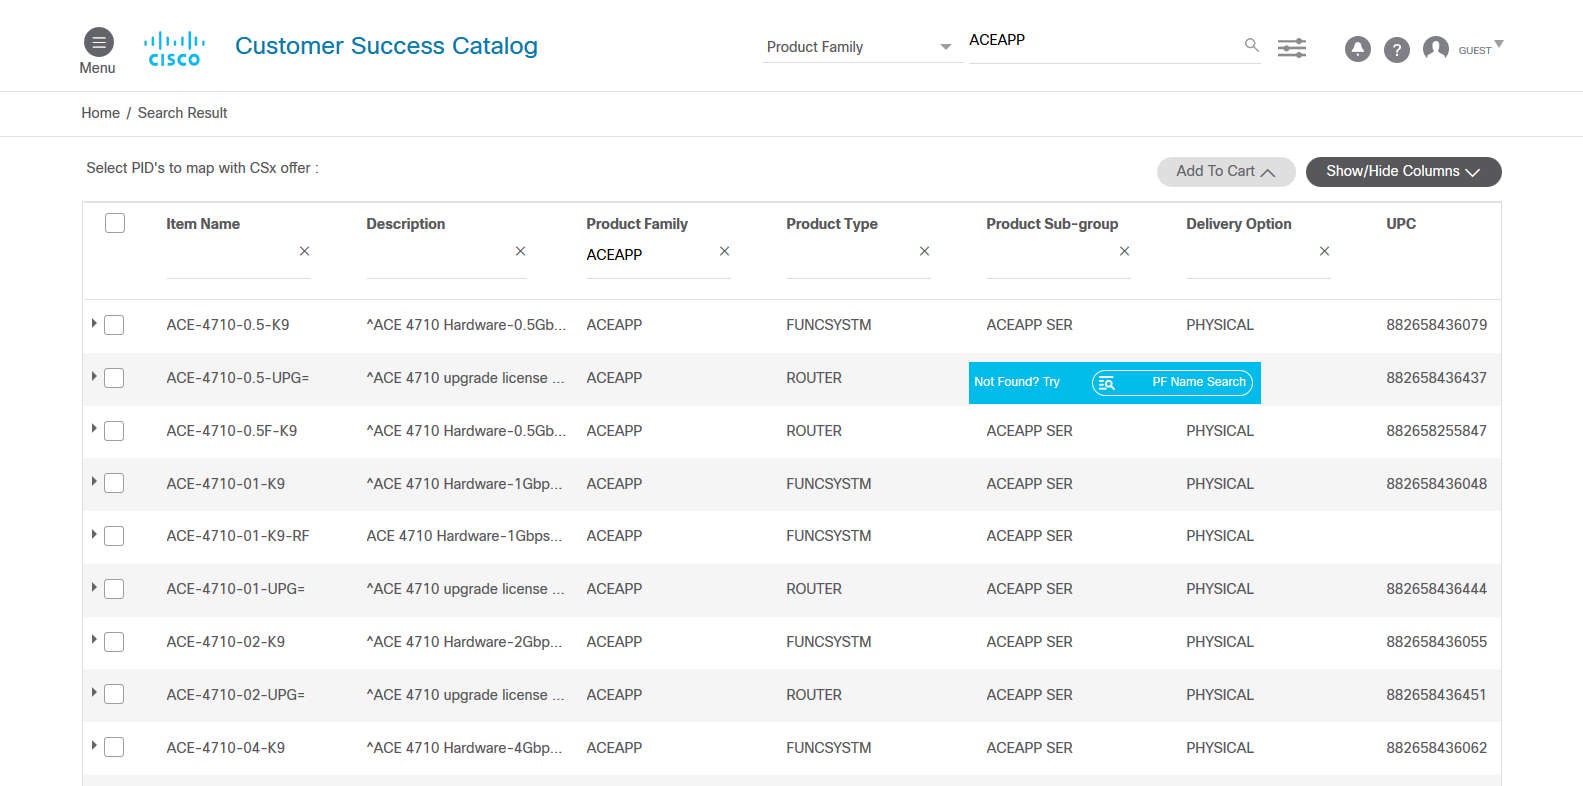 Menu
CISCO
Customer Success Catalog
Product Family
ACEAPP
?
GUEST
Home / Search Result
Select PID's to map with CSx offer :
Add To Cart
Show/Hide Columns
Item Name Description Product Family Product Type Product Sub-group Delivery Option UPC
ACEAPP
ACE-4710-0.5-K9 ^ACE 4710 Hardware-0.5Gb... ACEAPP FUNCSYSTM ACEAPP SER PHYSICAL 882658436079
ACE-4710-0.5-UPG= ^ACE 4710 upgrade license ... ACEAPP ROUTER Not Found? Try PF Name Search 882658436437
ACE-4710-0.5F-K9 ^ACE 4710 Hardware-0.5Gb... ACEAPP ROUTER ACEAPP SER PHYSICAL 882658255847
ACE-4710-01-K9 ^ACE 4710 Hardware-1Gbp... ACEAPP FUNCSYSTM ACEAPP SER PHYSICAL 882658436048
ACE-4710-01-K9-RF ACE 4710 Hardware-1Gbps... ACEAPP FUNCSYSTM ACEAPP SER PHYSICAL
ACE-4710-01-UPG= ^ACE 4710 upgrade license ... ACEAPP ROUTER ACEAPP SER PHYSICAL 882658436444
ACE-4710-02-K9 ^ACE 4710 Hardware-2Gbp... ACEAPP FUNCSYSTM ACEAPP SER PHYSICAL 882658436055
ACE-4710-02-UPG= ^ACE 4710 upgrade license ... ACEAPP ROUTER ACEAPP SER PHYSICAL 882658436451
ACE-4710-04-K9 ^ACE 4710 Hardware-4Gbp... ACEAPP FUNCSYSTM ACEAPP SER PHYSICAL 882658436062